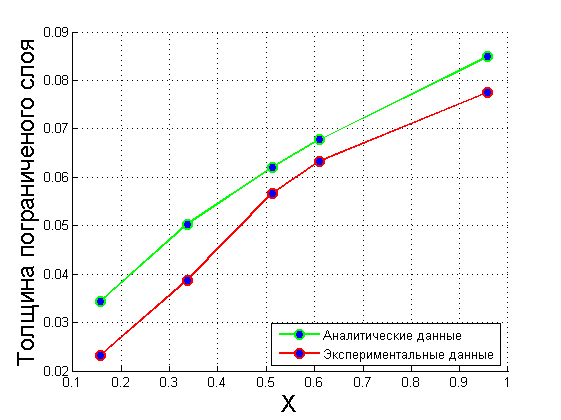 0.09
0.08
0.07
0.06
0.05
0.04
0.03
0.02
Толщина пограниченого слоя
Аналитические данные
Экспериментальные данные
0.1 0.2 0.3 0.4 0.5 0.6 0.7 0.8 0.9 1
X